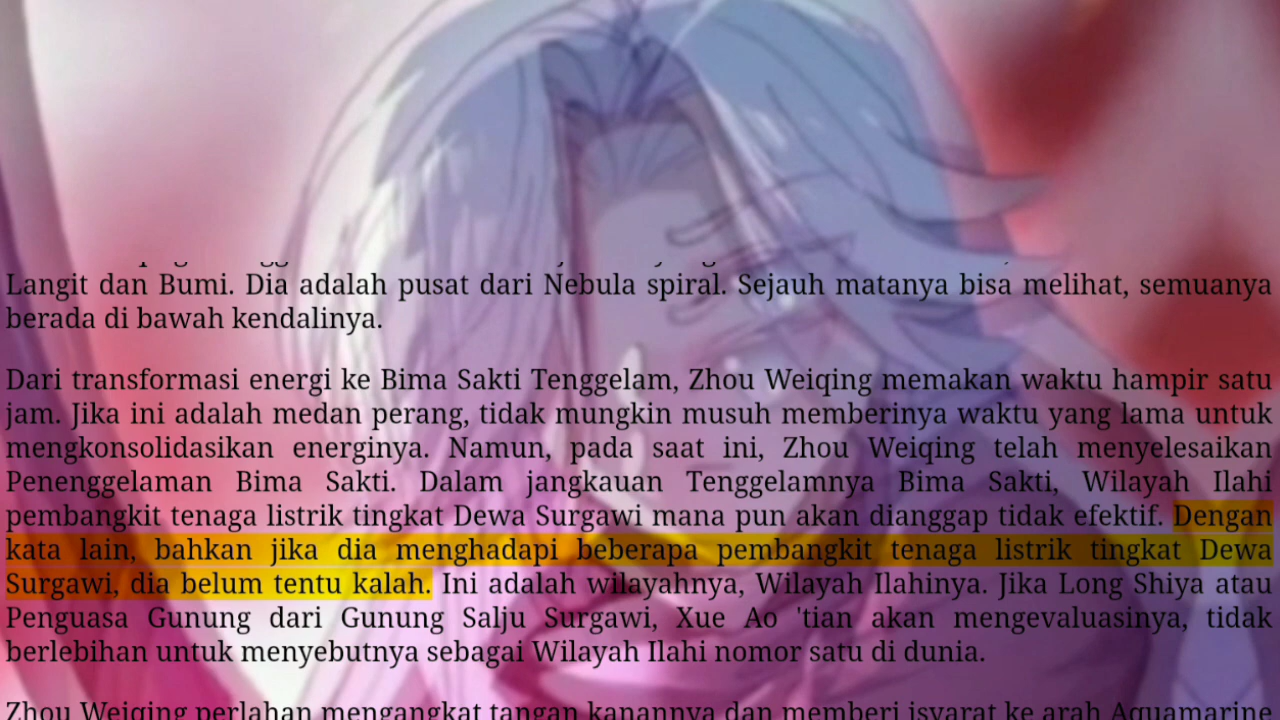 Langit dan Bumi. Dia adalah pusat dari Nebula spiral. Sejauh matanya bisa melihat, semuanya
berada di bawah kendalinya.
Dari transformasi energi ke Bima Sakti Tenggelam, Zhou Weiqing memakan waktu hampir satu
jam. Jika ini adalah medan perang, tidak mungkin musuh memberinya waktu yang lama untuk
mengkonsolidasikan energinya. Namun, pada saat ini, Zhou Weiqing telah menyelesaikan
Penenggelaman Bima Sakti. Dalam jangkauan Tenggelamnya Bima Sakti, Wilayah Ilahi
pembangkit tenaga listrik tingkat Dewa Surgawi mana pun akan dianggap tidak efektif. Dengan
kata lain, bahkan jika dia menghadapi beberapa pembangkit tenaga listrik tingkat Dewa
Surgawi, dia belum tentu kalah. Ini adalah wilayahnya, Wilayah Ilahinya. Jika Long Shiya atau
Penguasa Gunung dari Gunung Salju Surgawi, Xue Ao 'tian akan mengevaluasinya, tidak
berlebihan untuk menyebutnya sebagai Wilayah Ilahi nomor satu di dunia.
Zhou Weiqing perlahan mengangkat tangan kanannya dan memberi isyarat ke arah Aquamarine